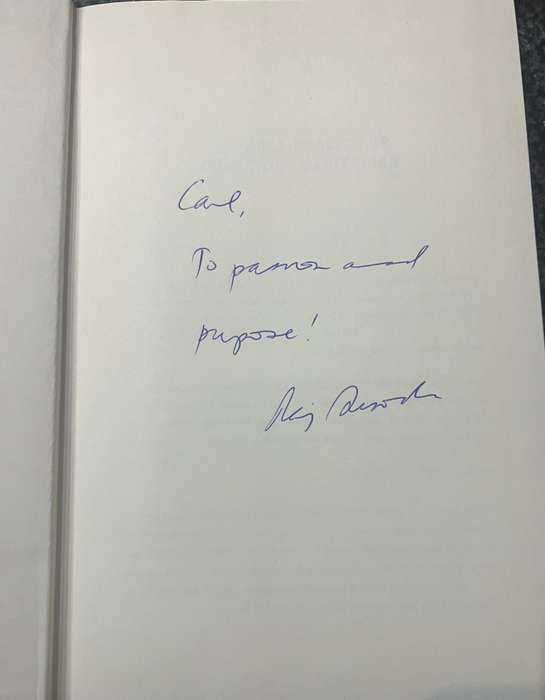 Carl,
To passion and
purpose!